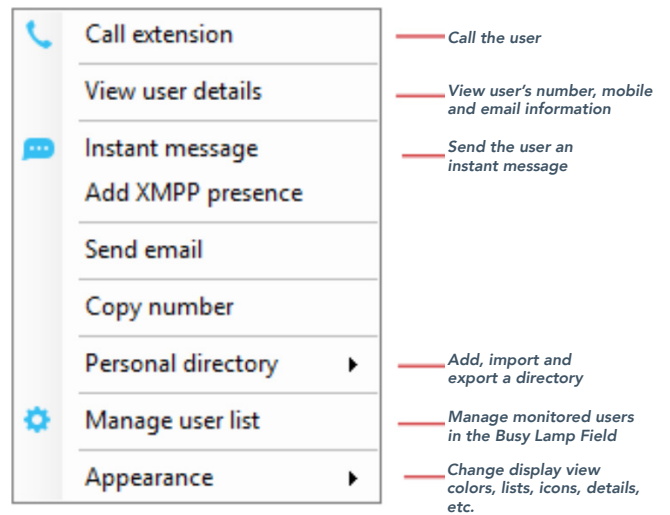 Call extension
Call the user
View user details
View user's number, mobile
and email information
Instant message
Send the user an
instant message
Add XMPP presence
Send email
Copy number
Personal directory
Add, import and
export a directory
Manage user list
Manage monitored users
in the Busy Lamp Field
Appearance
Change display view
colors, lists, icons, details,
etc.